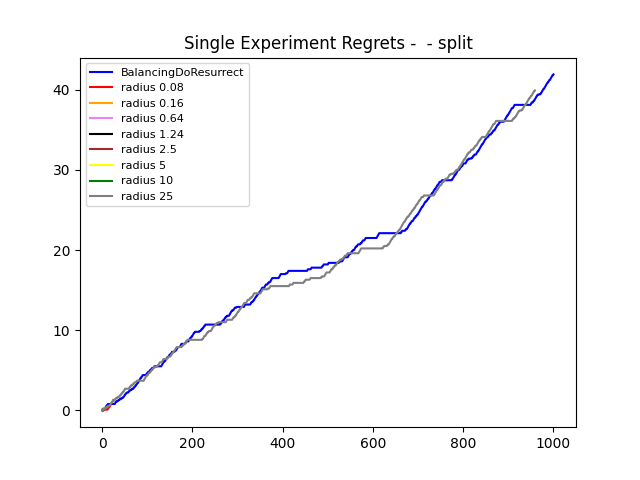 Single Experiment Regrets -  - split
BalancingDoResurrect
radius 0.08
radius 0.16
radius 0.64
radius 1.24
radius 2.5
radius 5
radius 10
radius 25
40
30
20
10
0
0 200 400 600 800 1000